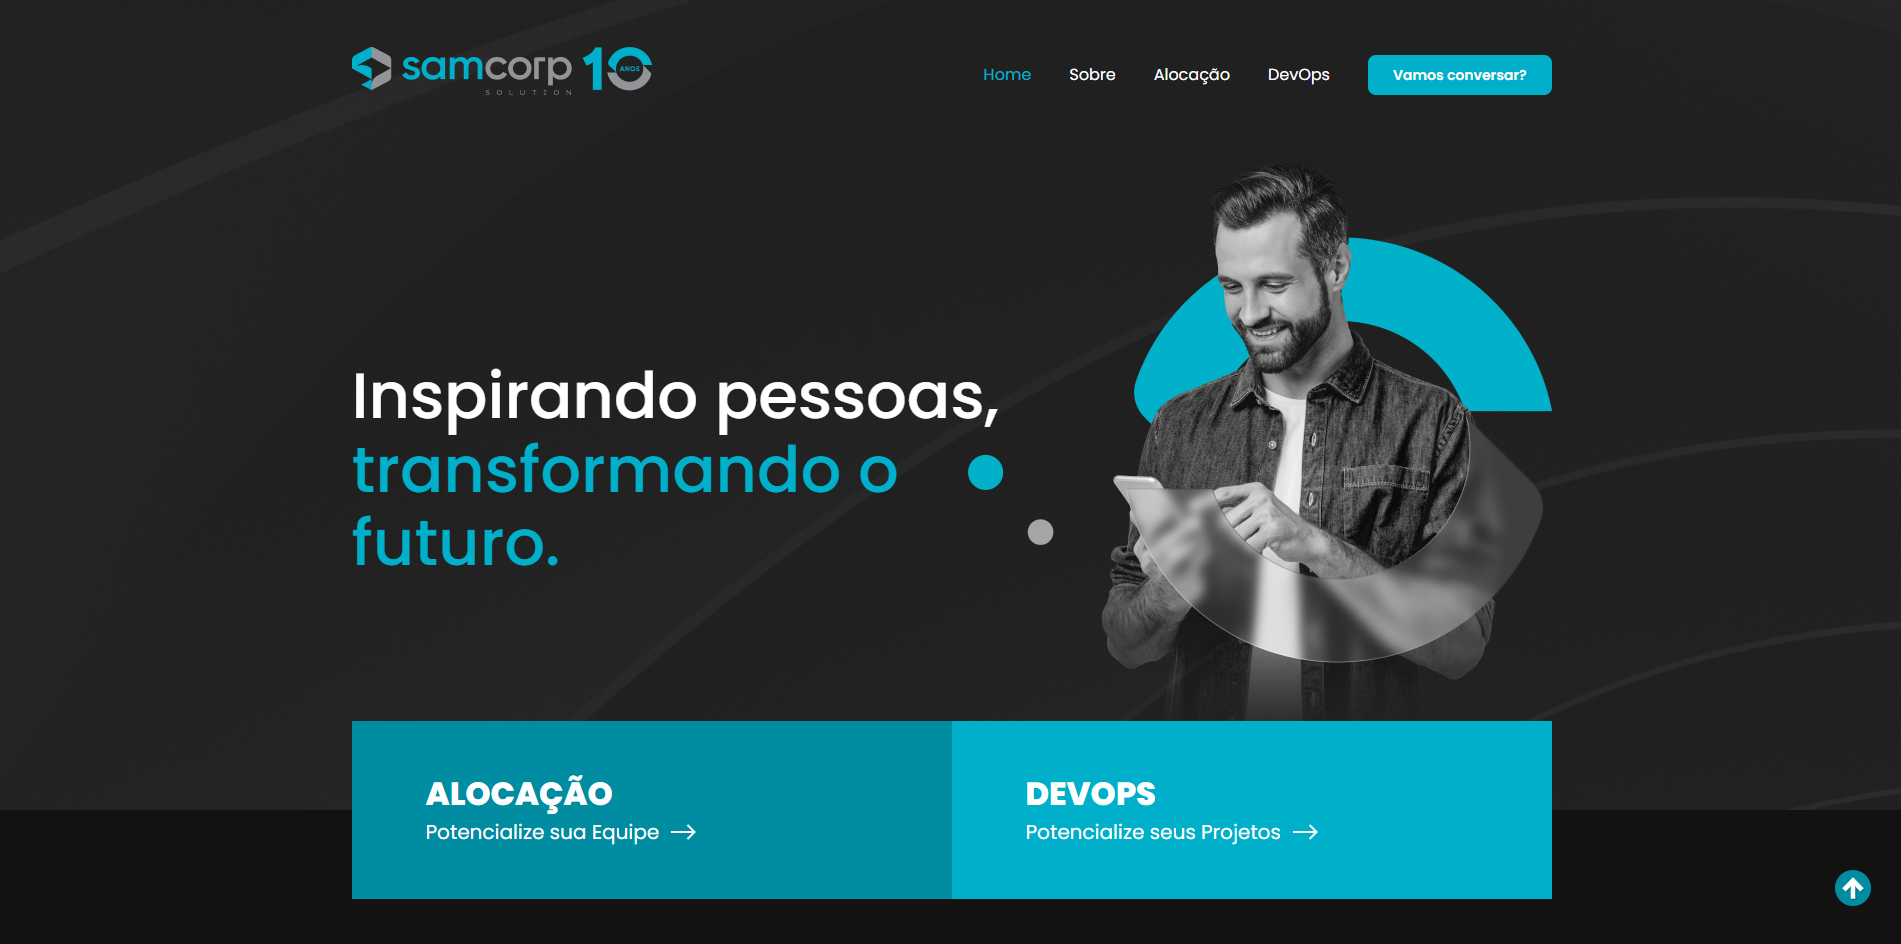 samcorp 10 ANOS
SOLUTION
Home Sobre Alocação DevOps Vamos conversar?
Inspirando pessoas,
transformando o
futuro.
ALOCAÇÃO
Potencialize sua Equipe
DEVOPS
Potencialize seus Projetos